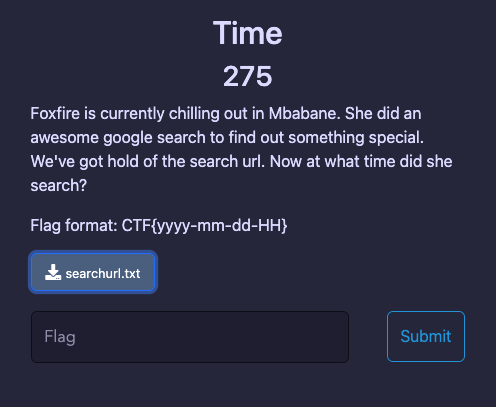 Time
275
Foxfire is currently chilling out in Mbabane. She did an
awesome google search to find out something special.
We've got hold of the search url. Now at what time did she
search?
Flag format: CTF{yyyy-mm-dd-HH}
searchurl.txt
Flag
Submit